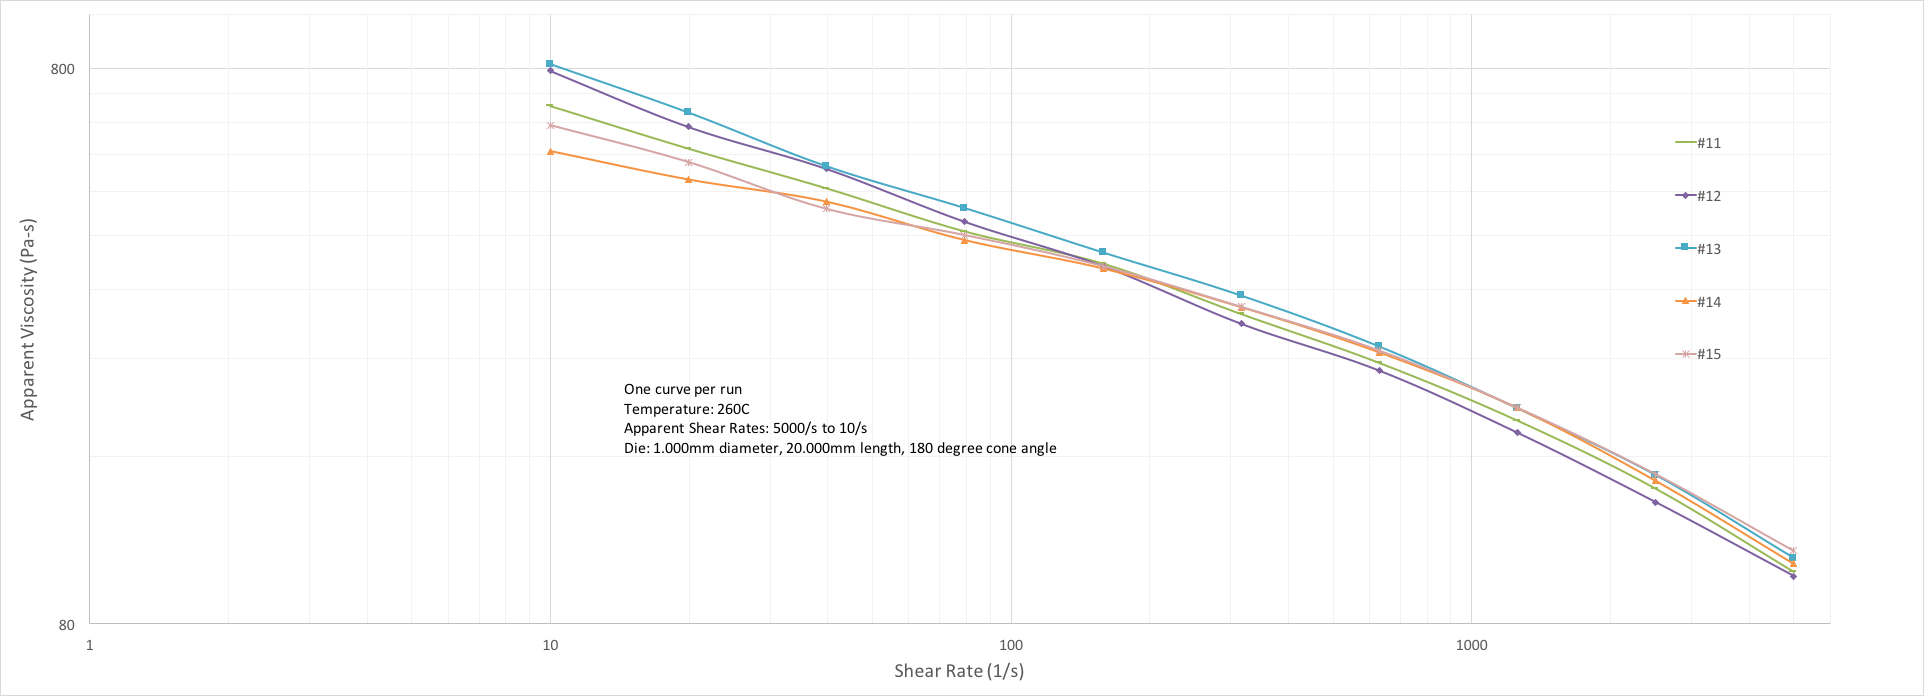 800
80
1
10
100
1000
Apparent Viscosity (Pa-s)
Shear Rate (1/s)
One curve per run
Temperature: 260C
Apparent Shear Rates: 5000/s to 10/s
Die: 1.000mm diameter, 20.000mm length, 180 degree cone angle
#11
#12
#13
#14
#15